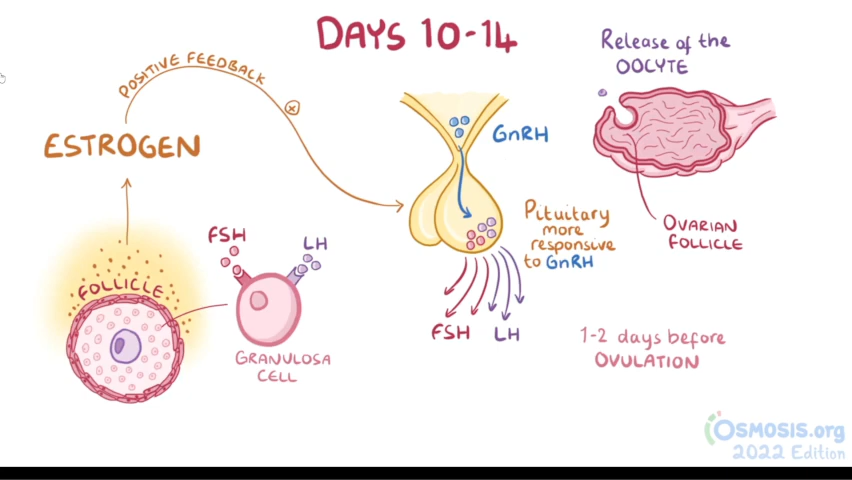 DAYS 10-14
POSITIVE FEEDBACK
ESTROGEN
FOLLICLE
FSH
LH
GRANULOSA
CELL
GnRH
Pituitary
more
responsive
to GnRH
FSH
LH
Release of the
OOCYTE
OVARIAN
FOLLICLE
1-2 days before
OVULATION
OSMOSIS.org
2022 Edition